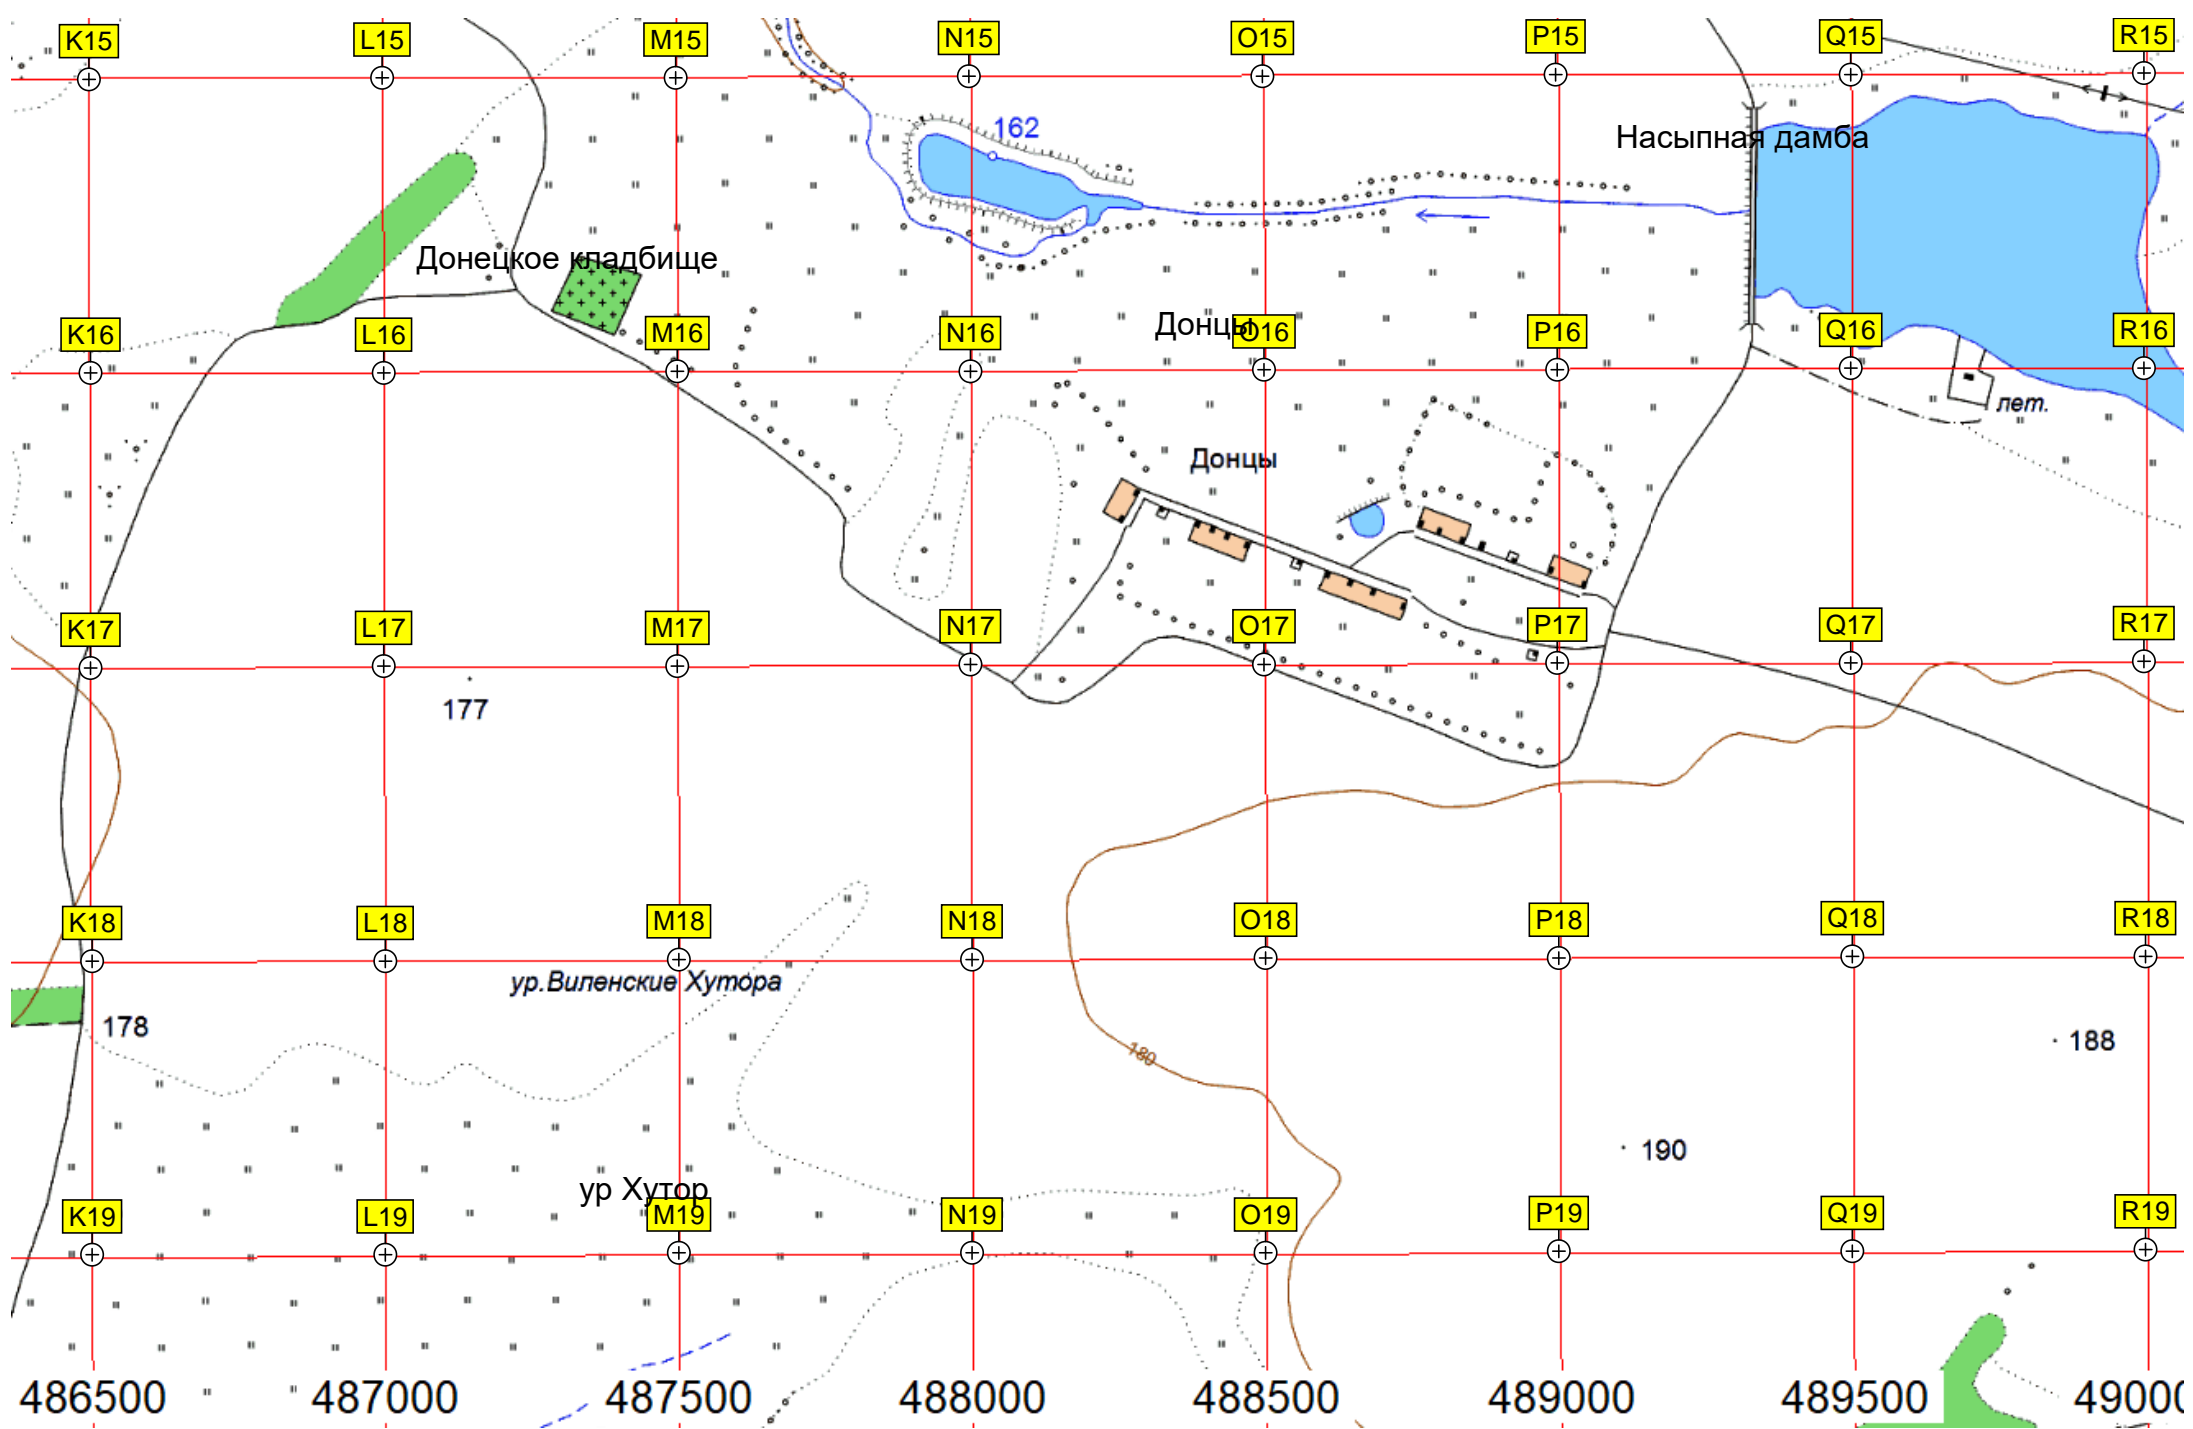 K15 L15 M15 N15 O15 P15 Q15 R15
162
Насыпная дамба
Донецкое кладбище
Донцы
K16 L16 M16 N16 O16 P16 Q16 R16
лет.
Донцы
K17 L17 M17 N17 O17 P17 Q17 R17
177
K18 L18 M18 N18 O18 P18 Q18 R18
ур.Виленские Хутора
178
188
180
190
ур Хутор
K19 L19 M19 N19 O19 P19 Q19 R19
486500 487000 487500 488000 488500 489000 489500 49000